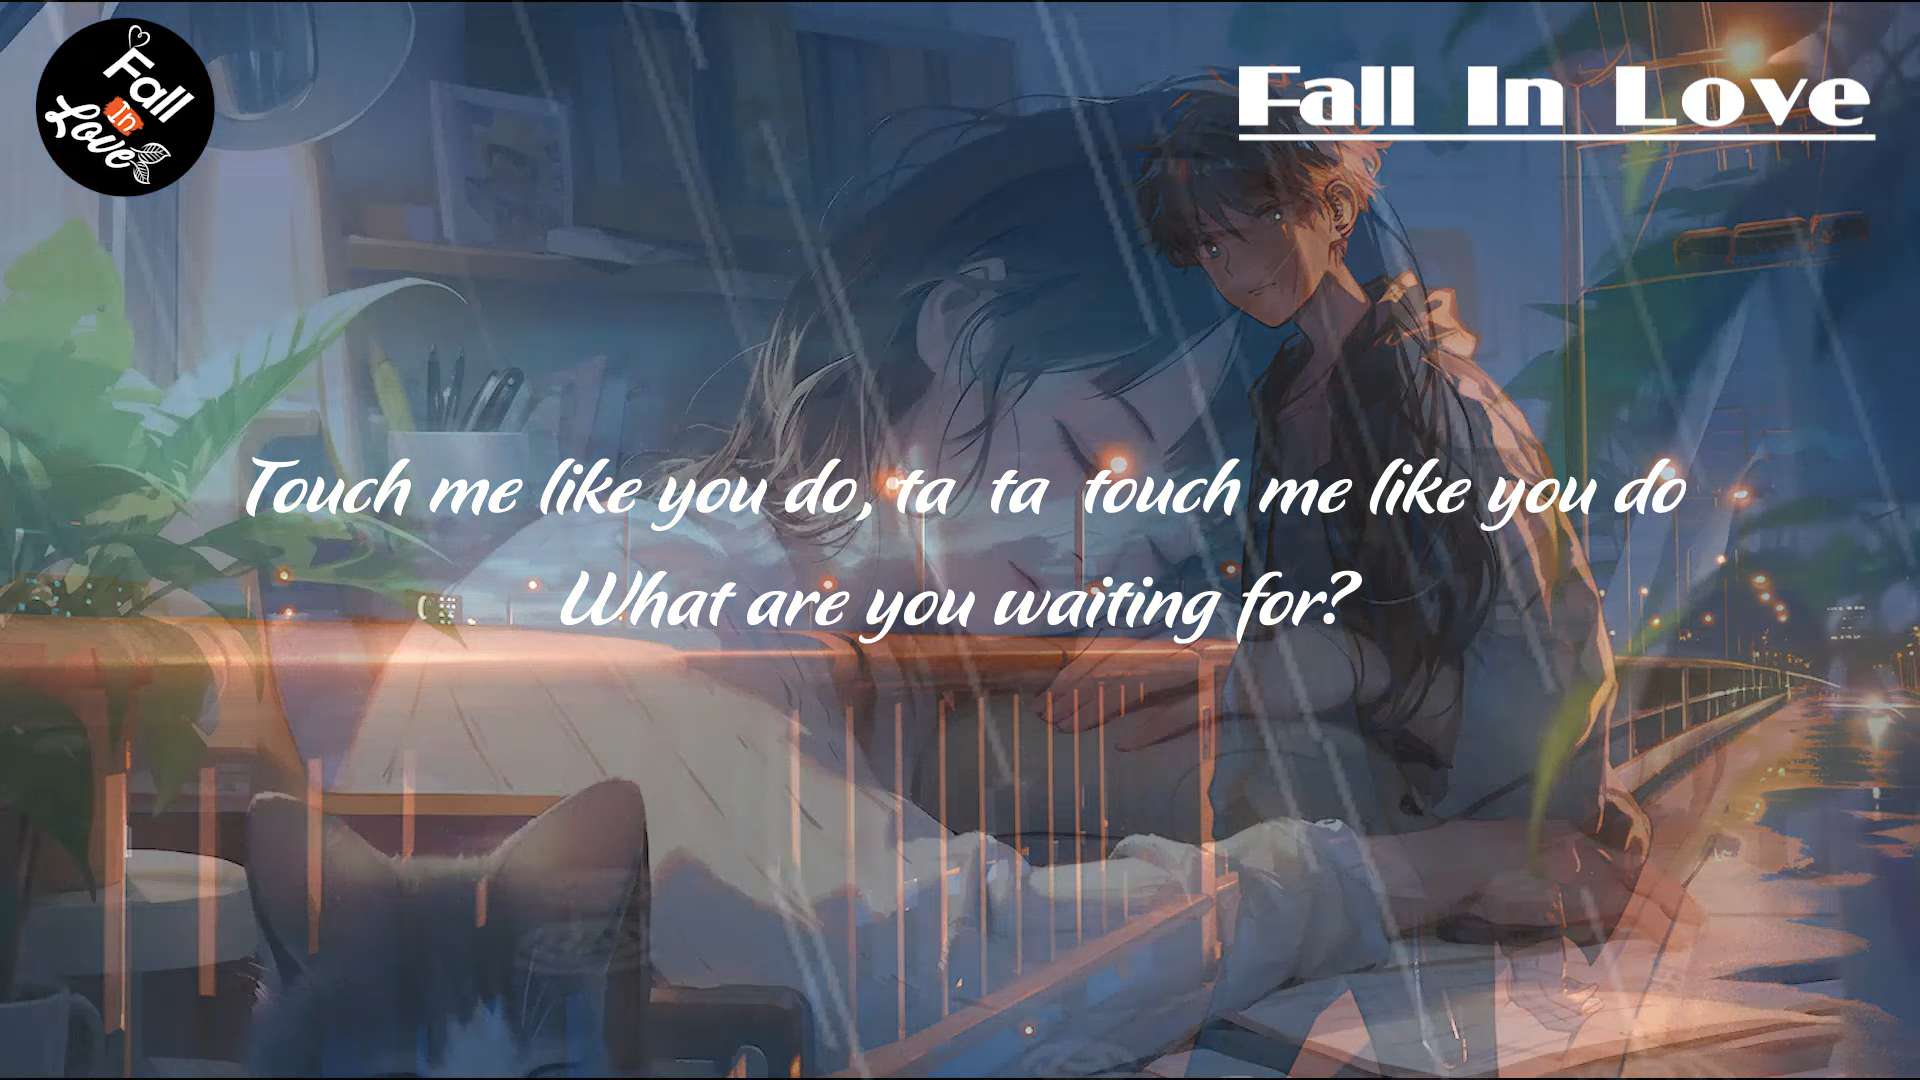 Fall
In
Love
Fall In Love
Touch me like you do, ta ta touch me like you do
What are you waiting for?